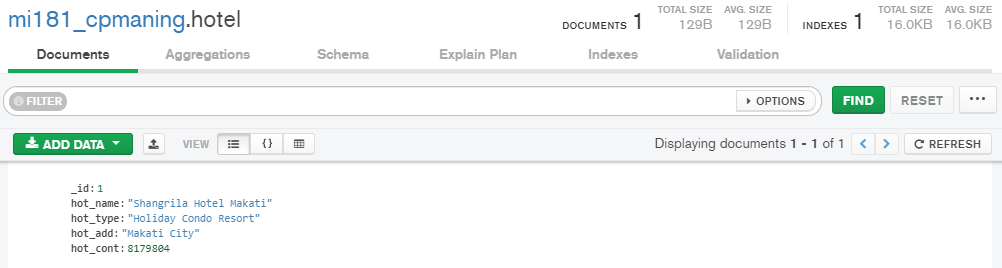 mi181_cpmaning.hotel
DOCUMENTS 1 TOTAL SIZE 129B AVG. SIZE 129B INDEXES 1 TOTAL SIZE 16.0KB AVG. SIZE 16.0KB
Documents Aggregations Schema Explain Plan Indexes Validation
FILTER OPTIONS FIND RESET ...
ADD DATA VIEW {} Displaying documents 1 - 1 of 1 < > REFRESH
_id: 1
hot_name: "Shangrila Hotel Makati"
hot_type: "Holiday Condo Resort"
hot_add: "Makati City"
hot_cont: 8179804